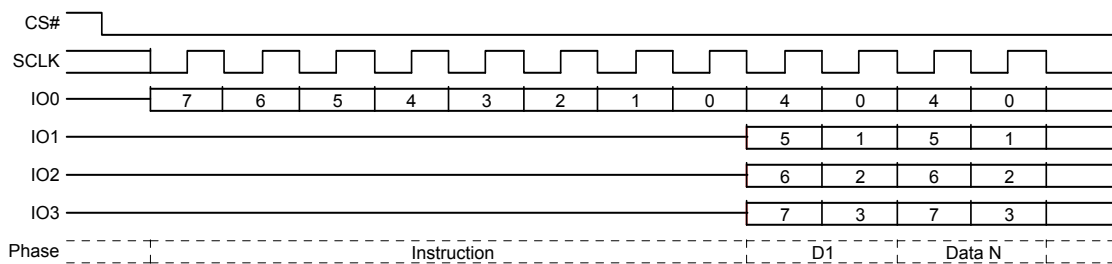 CS#
SCLK
IO0 7 6 5 4 3 2 1 0 4 0 4 0
IO1 5 1 5 1
IO2 6 2 6 2
IO3 7 3 7 3
Phase Instruction D1 Data N